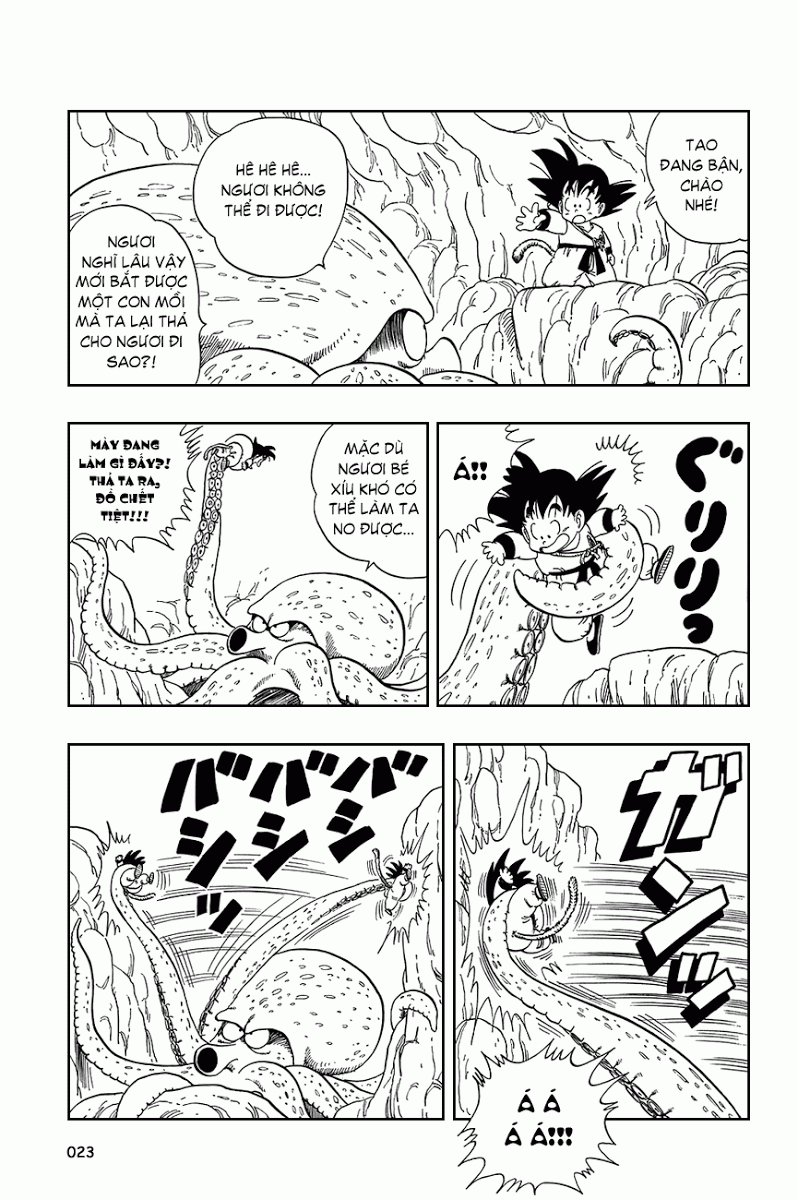 TAO
ĐANG BẬN,
CHÀO
NHÉ!
HÊ HÊ HÊ...
NGƯƠI KHÔNG
THỂ ĐI ĐƯỢC!
NGƯƠI
NGHĨ LÂU VẬY
MỚI BẮT ĐƯỢC
MỘT CON MỒI
MÀ TA LẠI THẢ
CHO NGƯƠI ĐI
SAO?!
ぐりりりっ
Á!!
MẶC DÙ
NGƯƠI BÉ
XÍU KHÓ CÓ
THỂ LÀM TA
NO ĐƯỢC...
MÀY ĐANG
LÀM GÌ ĐẤY?!
THẢ TA RA,
ĐỒ CHẾT
TIỆT!!!
ガンッ
Á Á
Á Á!!!
バシッ
バシ
バシ
023